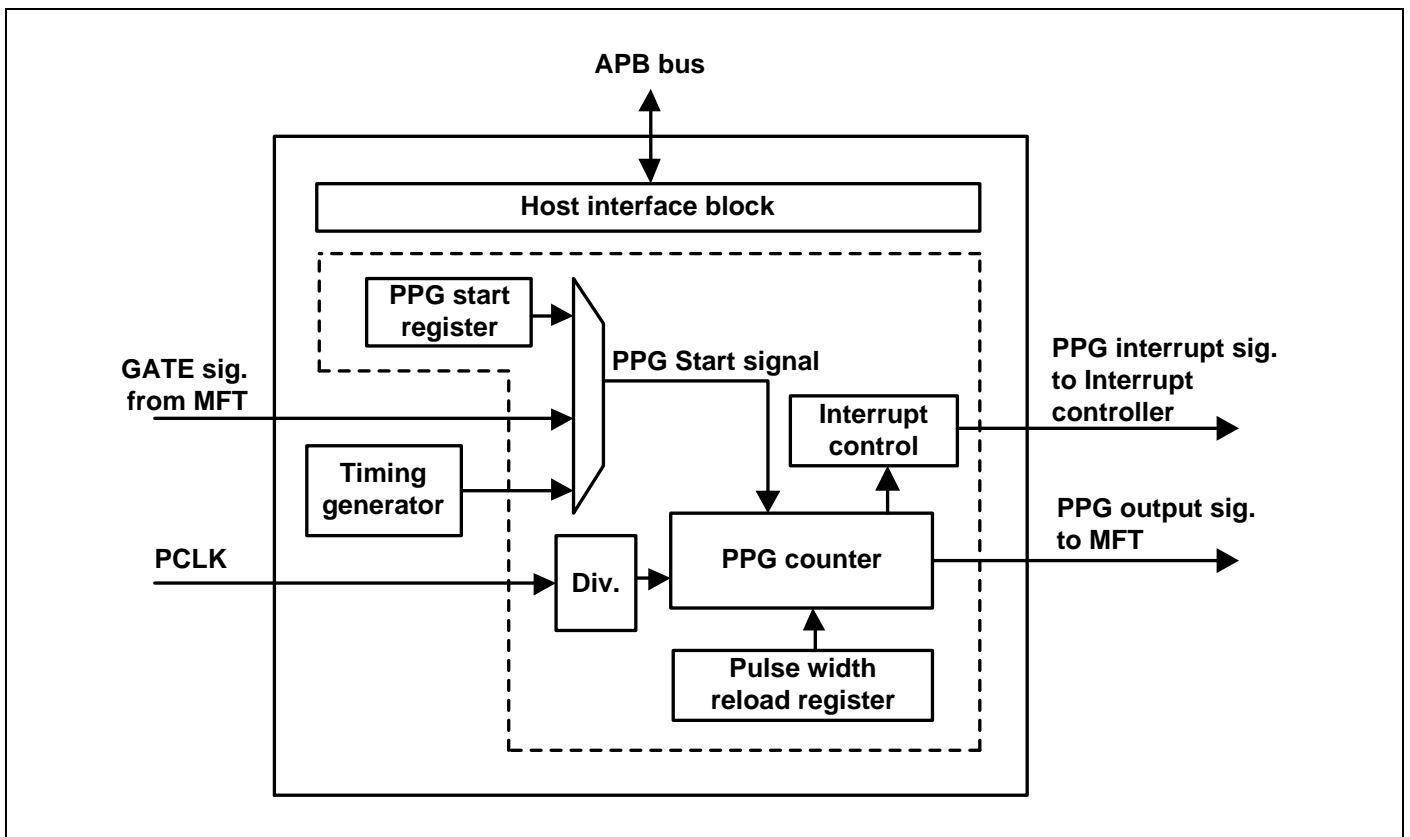 APB bus
Host interface block
PPG start
register
PPG Start signal
GATE sig.
from MFT
Timing
generator
PCLK
Div.
PPG counter
Interrupt
control
Pulse width
reload register
PPG interrupt sig.
to Interrupt
controller
PPG output sig.
to MFT